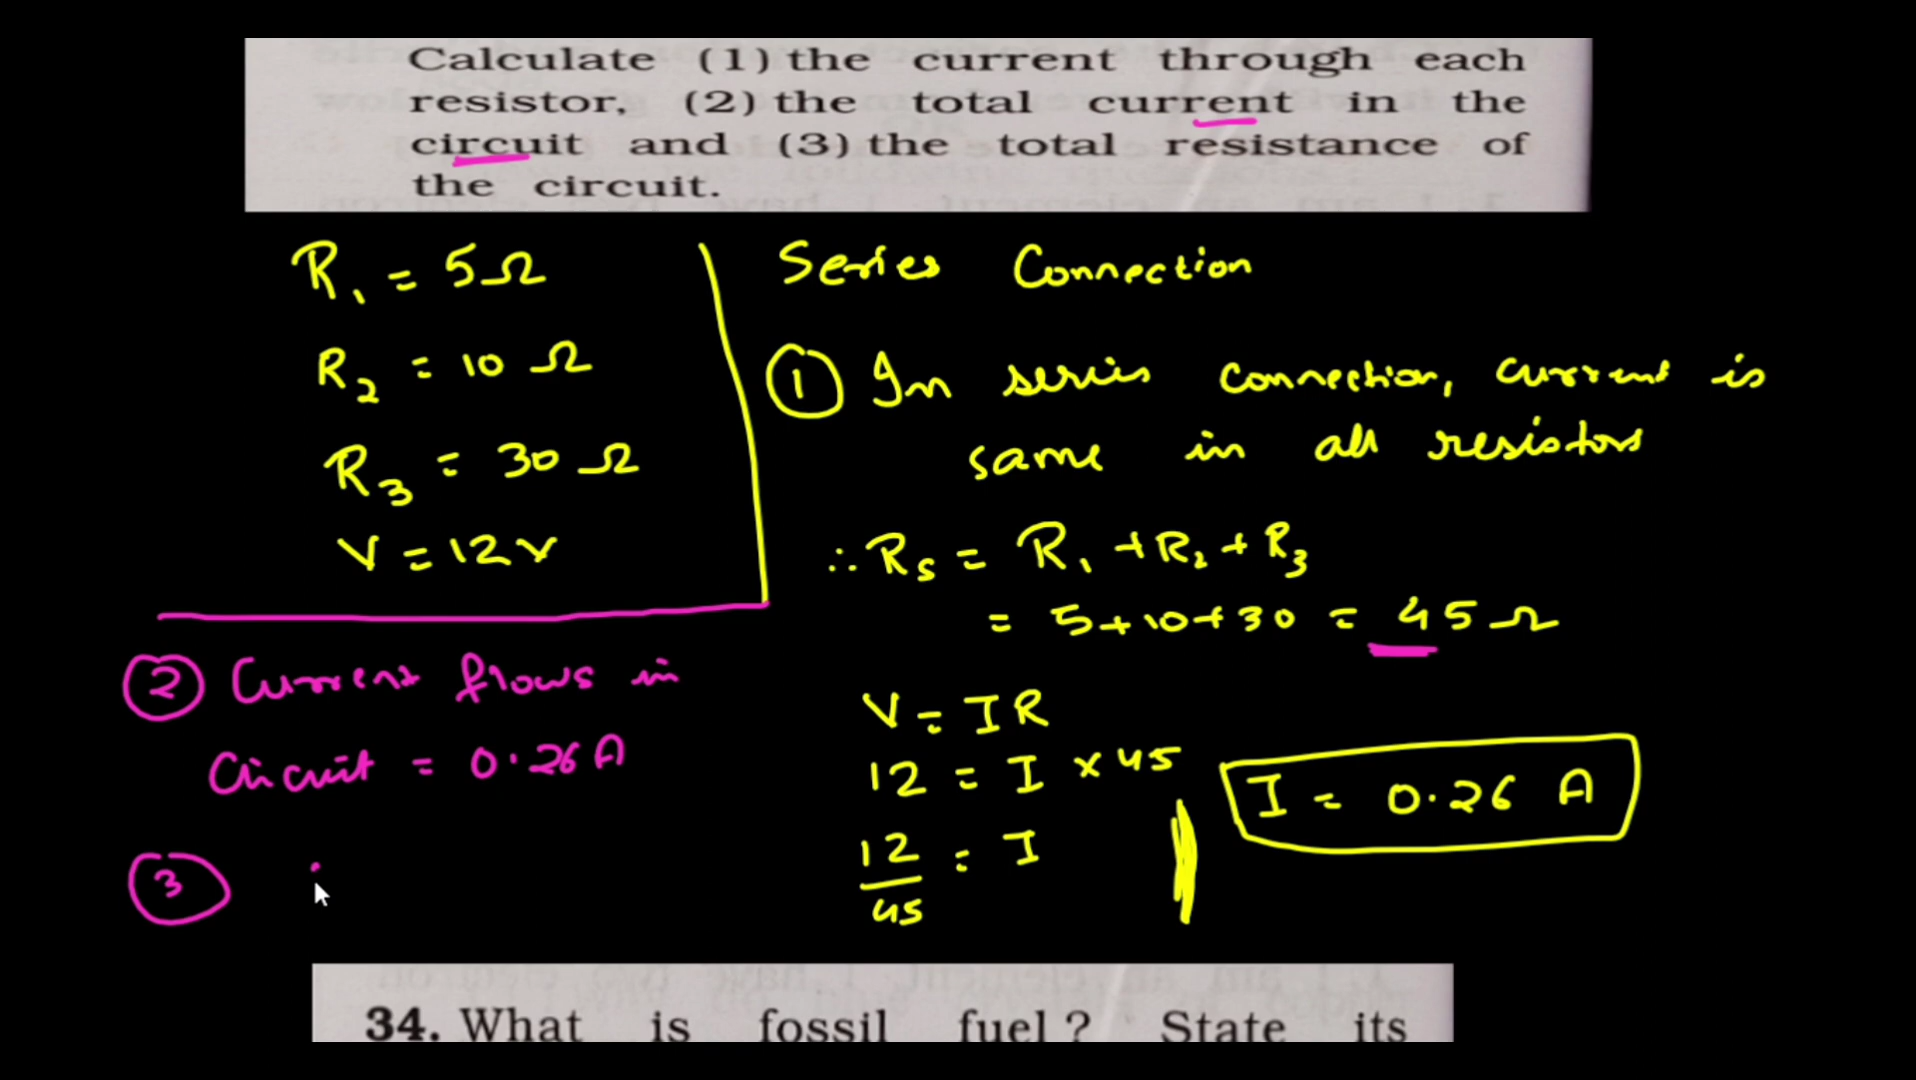 Calculate (1) the current through each
resistor, (2) the total current in the
circuit and (3) the total resistance of
the circuit.
R₁ = 5Ω
R₂ = 10 Ω
R₃ = 30 Ω
V = 12 V
Series Connection
① In series connection, current is
same in all resistors
∴ Rs = R₁ + R₂ + R₃
= 5+10+30 = 45 Ω
V = IR
12 = I × 45
12/45 = I
I = 0.26 A
② Current flows in
Circuit = 0.26 A
③
34. What is fossil fuel ? State its